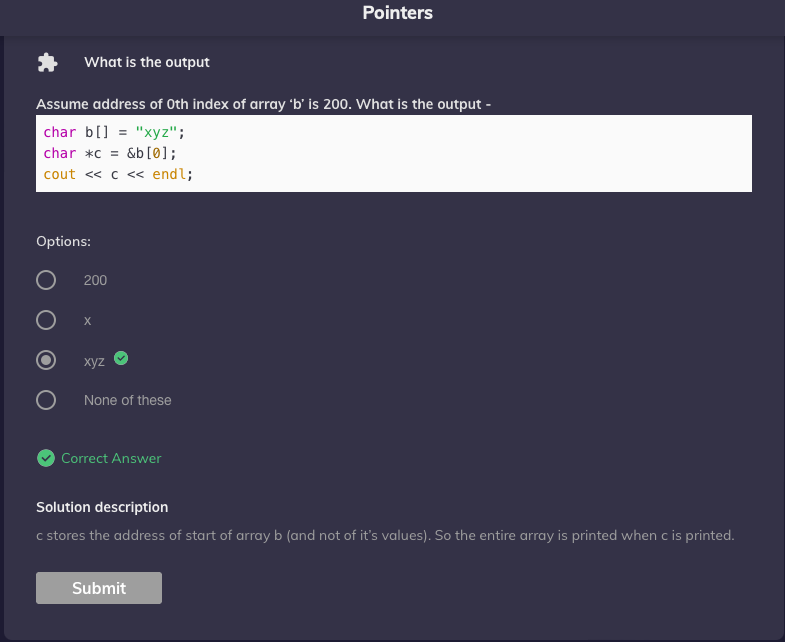 Pointers
What is the output
Assume address of 0th index of array ‘b’ is 200. What is the output -
char b[] = "xyz";
char *c = &b[0];
cout << c << endl;
Options:
200
x
xyz
None of these
Correct Answer
Solution description
c stores the address of start of array b (and not of it’s values). So the entire array is printed when c is printed.
Submit